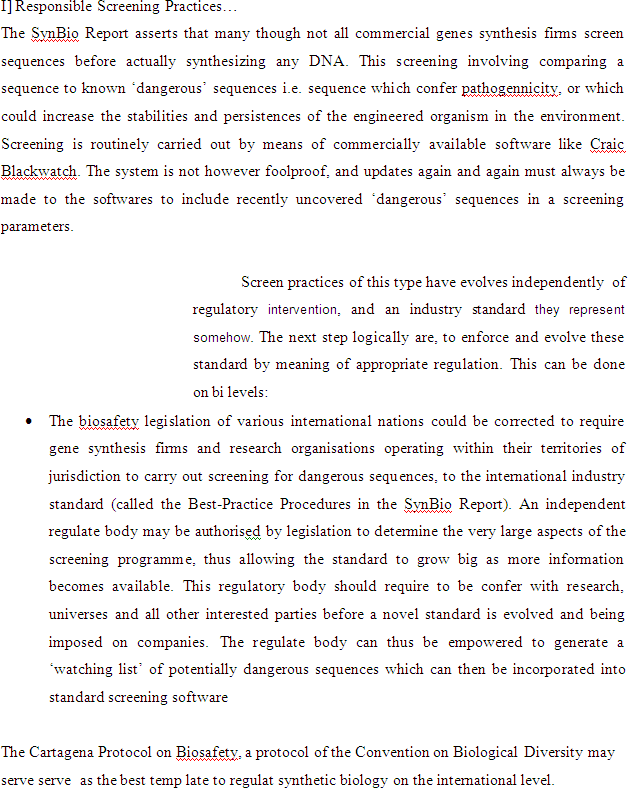 I] Responsible Screening Practices…
The SynBio Report asserts that many though not all commercial genes synthesis firms screen
sequences before actually synthesizing any DNA. This screening involving comparing a
sequence to known ‘dangerous’ sequences i.e. sequence which confer pathogennicity, or which
could increase the stabilities and persistences of the engineered organism in the environment.
Screening is routinely carried out by means of commercially available software like Craic
Blackwatch. The system is not however foolproof, and updates again and again must always be
made to the softwares to include recently uncovered ‘dangerous’ sequences in a screening
parameters.
Screen practices of this type have evolves independently of
regulatory intervention, and an industry standard they represent
somehow. The next step logically are, to enforce and evolve these
standard by meaning of appropriate regulation. This can be done
on bi levels:
• The biosafety legislation of various international nations could be corrected to require
gene synthesis firms and research organisations operating within their territories of
jurisdiction to carry out screening for dangerous sequences, to the international industry
standard (called the Best-Practice Procedures in the SynBio Report). An independent
regulate body may be authorised by legislation to determine the very large aspects of the
screening programme, thus allowing the standard to grow big as more information
becomes available. This regulatory body should require to be confer with research,
universes and all other interested parties before a novel standard is evolved and being
imposed on companies. The regulate body can thus be empowered to generate a
‘watching list’ of potentially dangerous sequences which can then be incorporated into
standard screening software
The Cartagena Protocol on Biosafety, a protocol of the Convention on Biological Diversity may
serve serve as the best temp late to regulat synthetic biology on the international level.